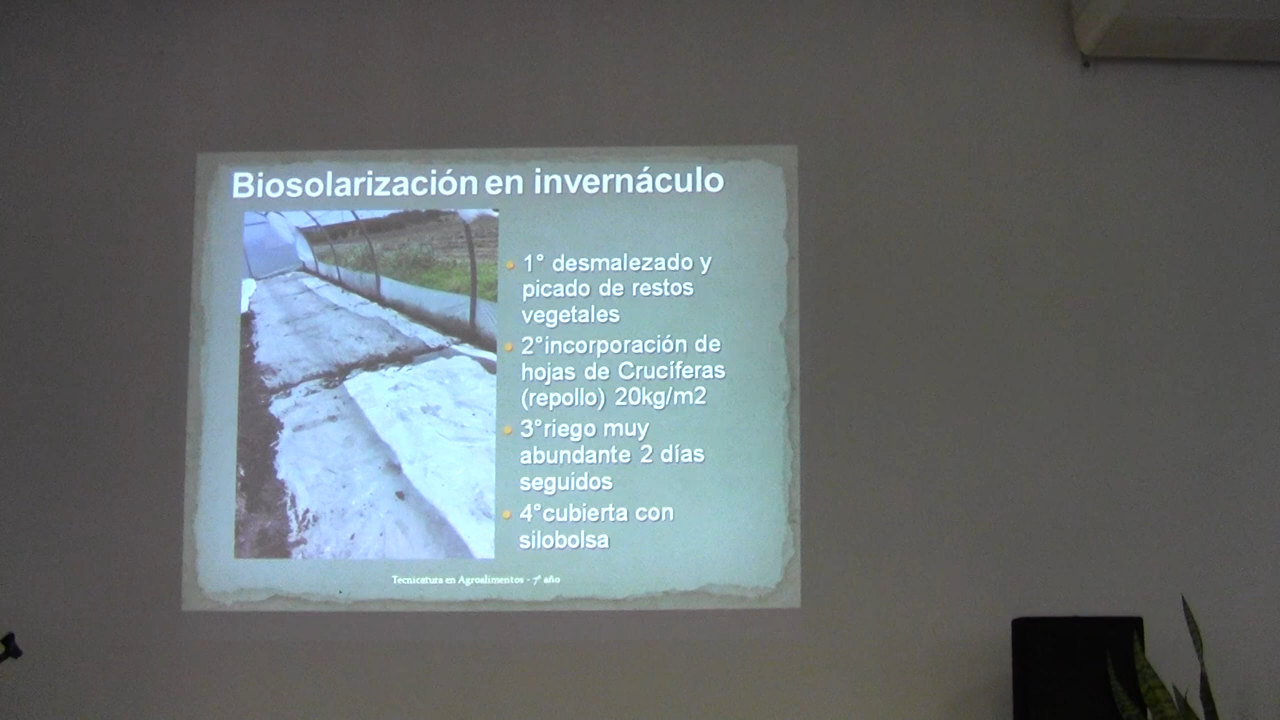 Biosolarización en invernáculo
1° desmalezado y
picado de restos
vegetales
2°incorporación de
hojas de Crucíferas
(repollo) 20kg/m2
3°riego muy
abundante 2 días
seguidos
4°cubierta con
silobolsa
Tecnicatura en Agroalimentos - 7° año